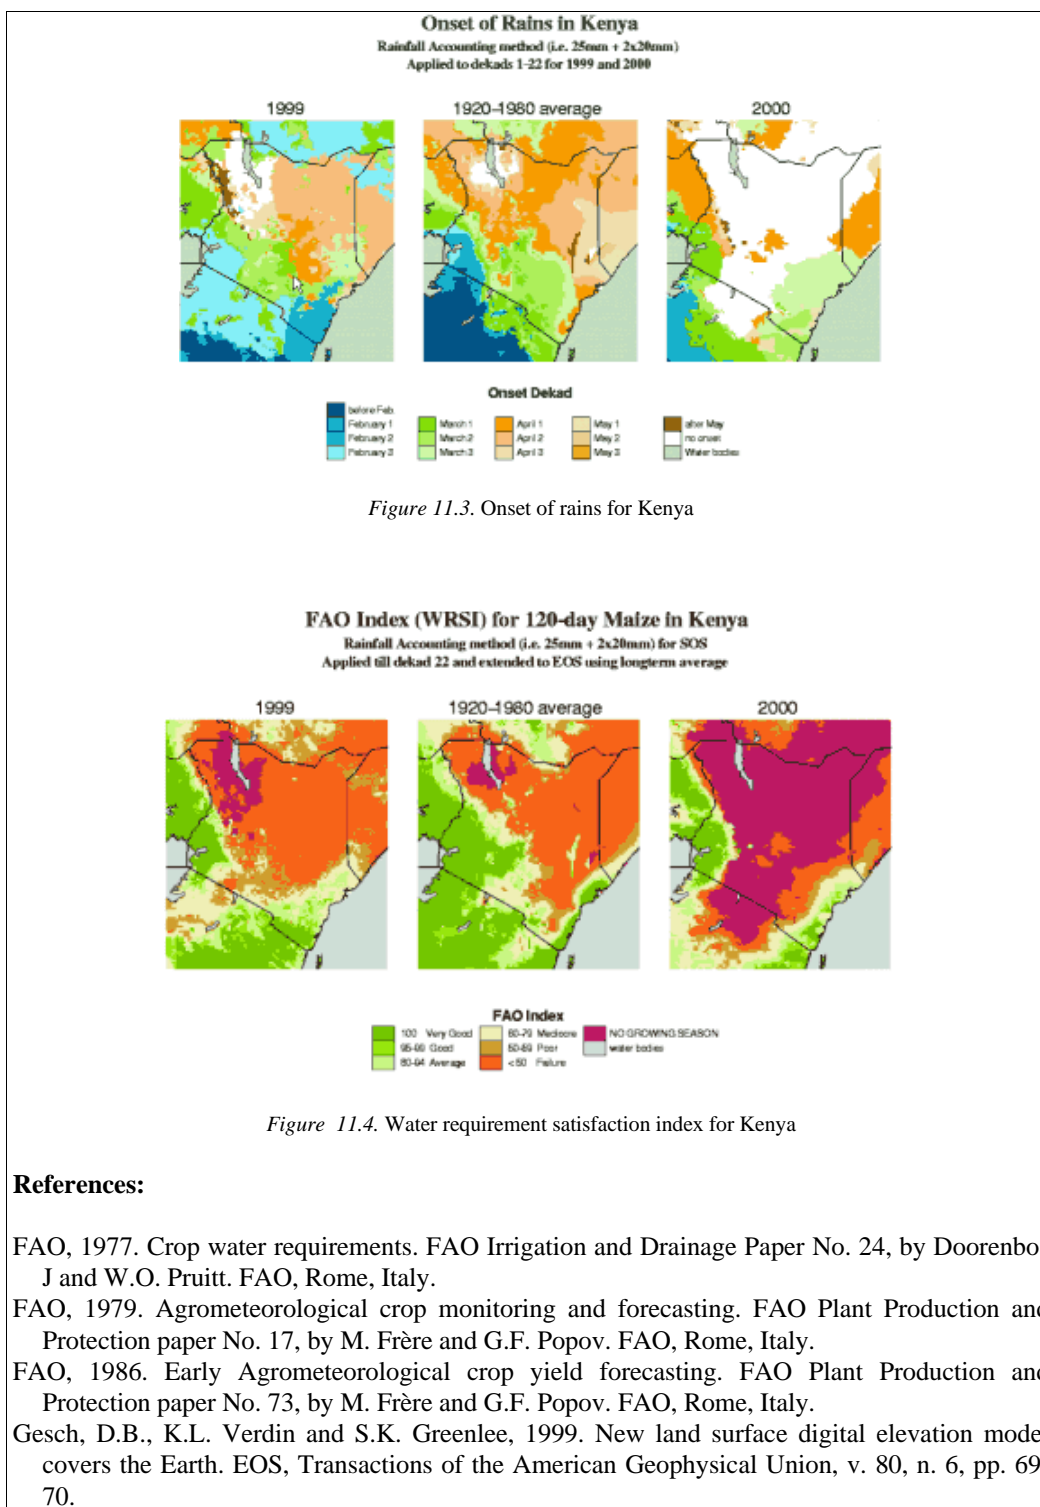 Onset of Rains in Kenya
Rainfall Accounting method (i.e. 25mm + 2x20mm)
Applied to dekads 1-22 for 1999 and 2000
1999
1920-1980 average
2000
Onset Dekad
before Feb.
February 1
February 2
February 3
March 1
March 2
March 3
April 1
April 2
April 3
May 1
May 2
May 3
after May
no onset
Water bodies
Figure 11.3. Onset of rains for Kenya
FAO Index (WRSI) for 120-day Maize in Kenya
Rainfall Accounting method (i.e. 25mm + 2x20mm) for SOS
Applied till dekad 22 and extended to EOS using longterm average
1999
1920-1980 average
2000
FAO Index
100 Very Good
95-99 Good
80-94 Average
60-79 Mediocre
50-59 Poor
<50 Failure
NO GROWING SEASON
water bodies
Figure 11.4. Water requirement satisfaction index for Kenya
References:
FAO, 1977. Crop water requirements. FAO Irrigation and Drainage Paper No. 24, by Doorenbo
J and W.O. Pruitt. FAO, Rome, Italy.
FAO, 1979. Agrometeorological crop monitoring and forecasting. FAO Plant Production and
Protection paper No. 17, by M. Frère and G.F. Popov. FAO, Rome, Italy.
FAO, 1986. Early Agrometeorological crop yield forecasting. FAO Plant Production and
Protection paper No. 73, by M. Frère and G.F. Popov. FAO, Rome, Italy.
Gesch, D.B., K.L. Verdin and S.K. Greenlee, 1999. New land surface digital elevation mode
covers the Earth. EOS, Transactions of the American Geophysical Union, v. 80, n. 6, pp. 69
70.